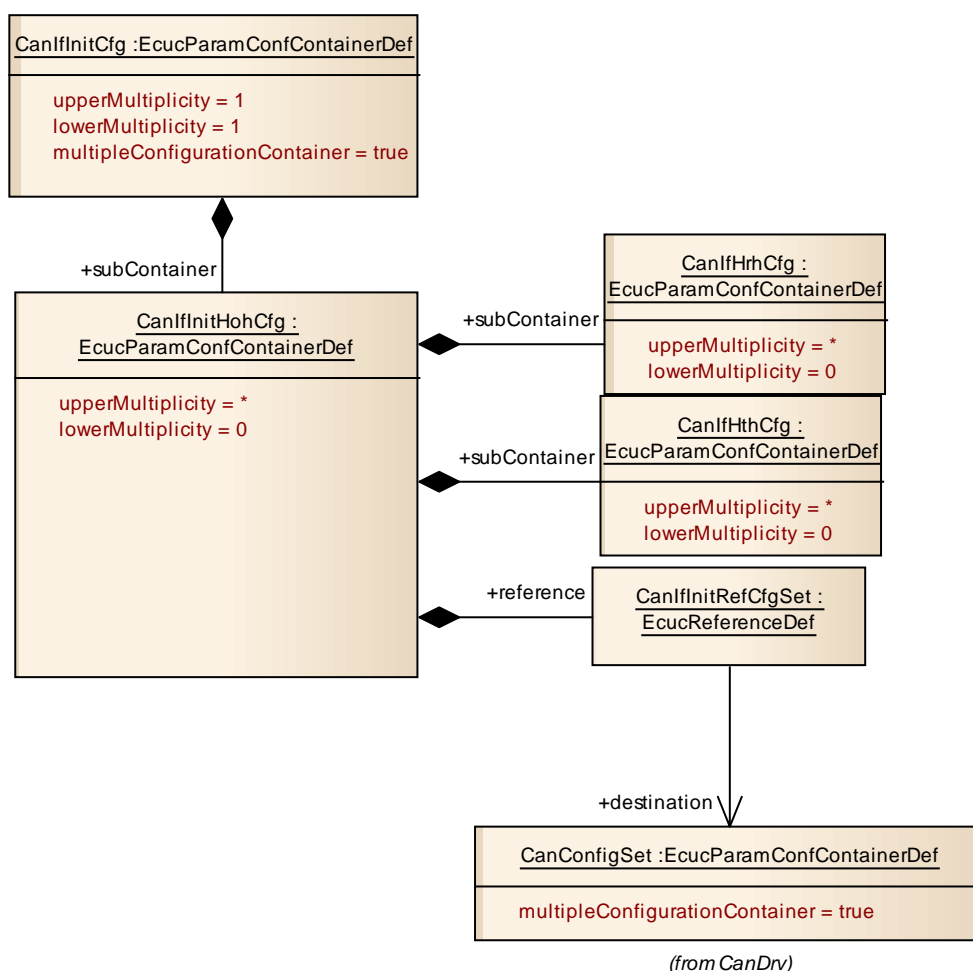 CanIfInitCfg :EcucParamConfContainerDef
upperMultiplicity = 1
lowerMultiplicity = 1
multipleConfigurationContainer = true
+subContainer
CanIfInitHohCfg :
EcucParamConfContainerDef
upperMultiplicity = *
lowerMultiplicity = 0
+subContainer
CanIfHrhCfg :
EcucParamConfContainerDef
upperMultiplicity = *
lowerMultiplicity = 0
+subContainer
CanIfHthCfg :
EcucParamConfContainerDef
upperMultiplicity = *
lowerMultiplicity = 0
+reference
CanIfInitRefCfgSet :
EcucReferenceDef
+destination
CanConfigSet :EcucParamConfContainerDef
multipleConfigurationContainer = true
(from CanDrv)